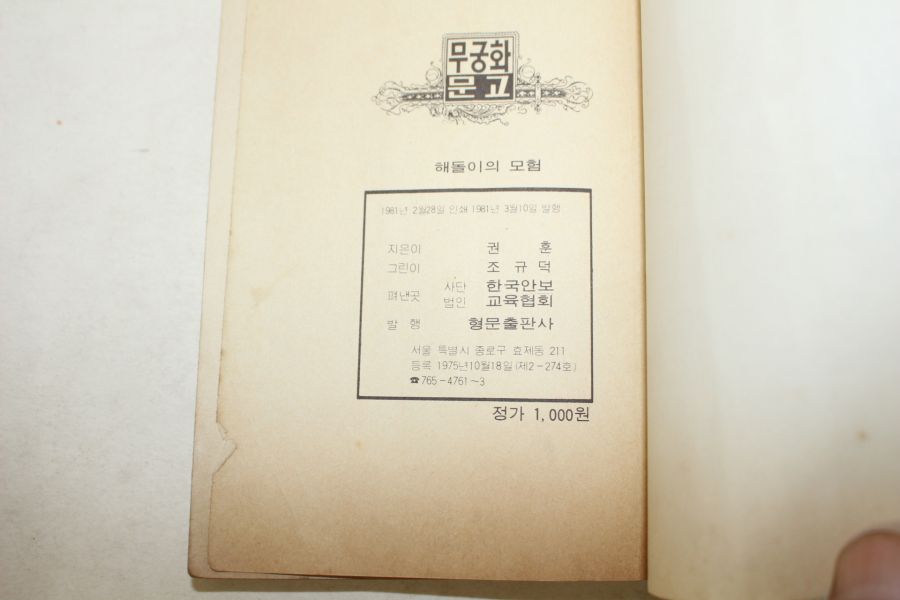 무궁화
문고
해돌이의 모험
1981년 2월28일 인쇄 1981년 3월10일 발행
지은이 권 훈
그린이 조 규 덕
펴낸곳 사단 법인 한국안보 교육협회
발 행 형문출판사
서울 특별시 종로구 효제동 211
등록 1975년10월18일 (제2-274호)
☎765-4761~3
정가 1,000원